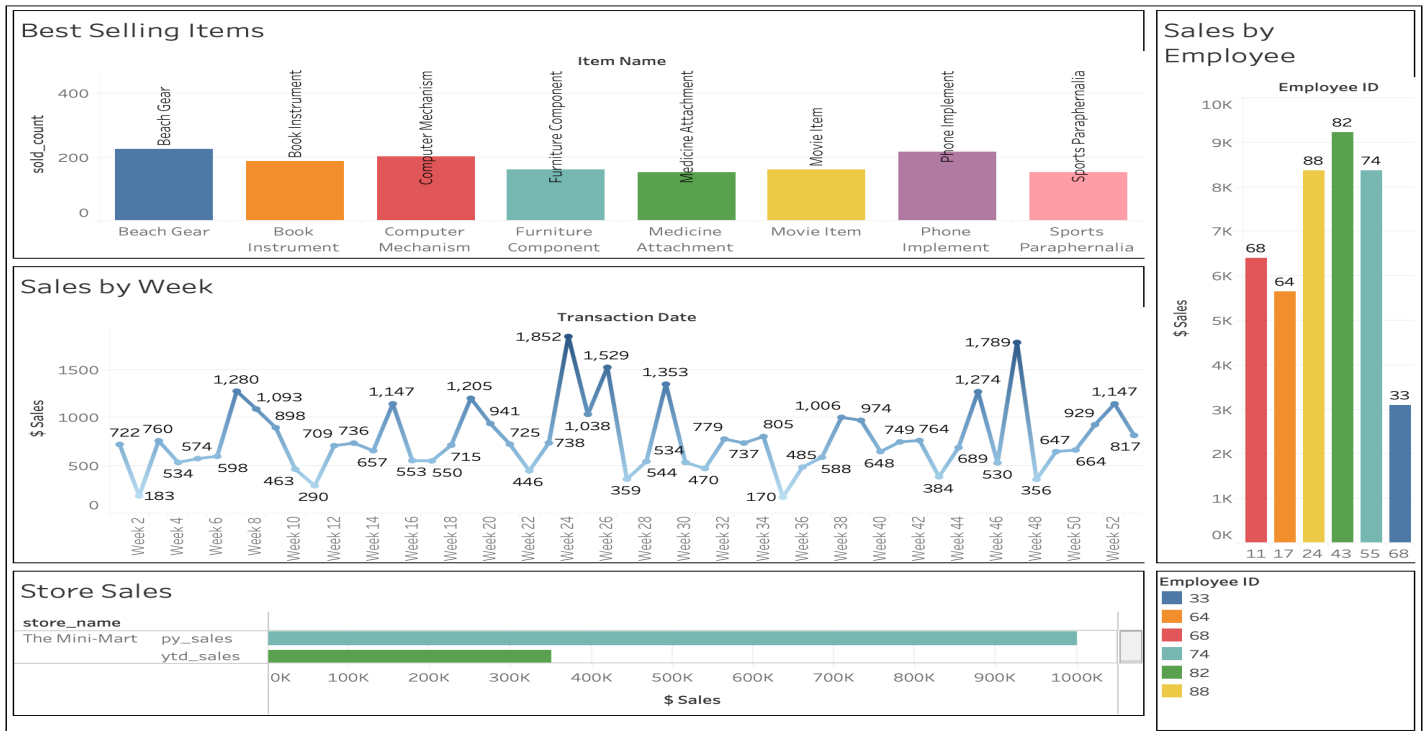 Best Selling Items
Item Name
sold_count
400
200
0
Beach Gear
Book Instrument
Computer Mechanism
Furniture Component
Medicine Attachment
Movie Item
Phone Implement
Sports Paraphernalia
Beach Gear
Book
Instrument
Computer
Mechanism
Furniture
Component
Medicine
Attachment
Movie Item
Phone
Implement
Sports
Paraphernalia
Sales by Week
Transaction Date
$ Sales
1500
1000
500
0
722
183
760
534
574
598
1,280
1,093
898
463
290
709
736
657
1,147
553
550
715
1,205
941
725
446
738
1,852
1,038
1,529
359
544
1,353
534
470
779
737
805
170
485
588
1,006
974
648
749
764
384
689
1,274
530
1,789
356
647
664
929
1,147
817
Week 2
Week 4
Week 6
Week 8
Week 10
Week 12
Week 14
Week 16
Week 18
Week 20
Week 22
Week 24
Week 26
Week 28
Week 30
Week 32
Week 34
Week 36
Week 38
Week 40
Week 42
Week 44
Week 46
Week 48
Week 50
Week 52
Store Sales
store_name
The Mini-Mart py_sales
ytd_sales
0K 100K 200K 300K 400K 500K 600K 700K 800K 900K 1000K
$ Sales
Sales by
Employee
Employee ID
$ Sales
10K
9K
8K
7K
6K
5K
4K
3K
2K
1K
0K
68
64
88
82
74
33
11 17 24 43 55 68
Employee ID
33
64
68
74
82
88